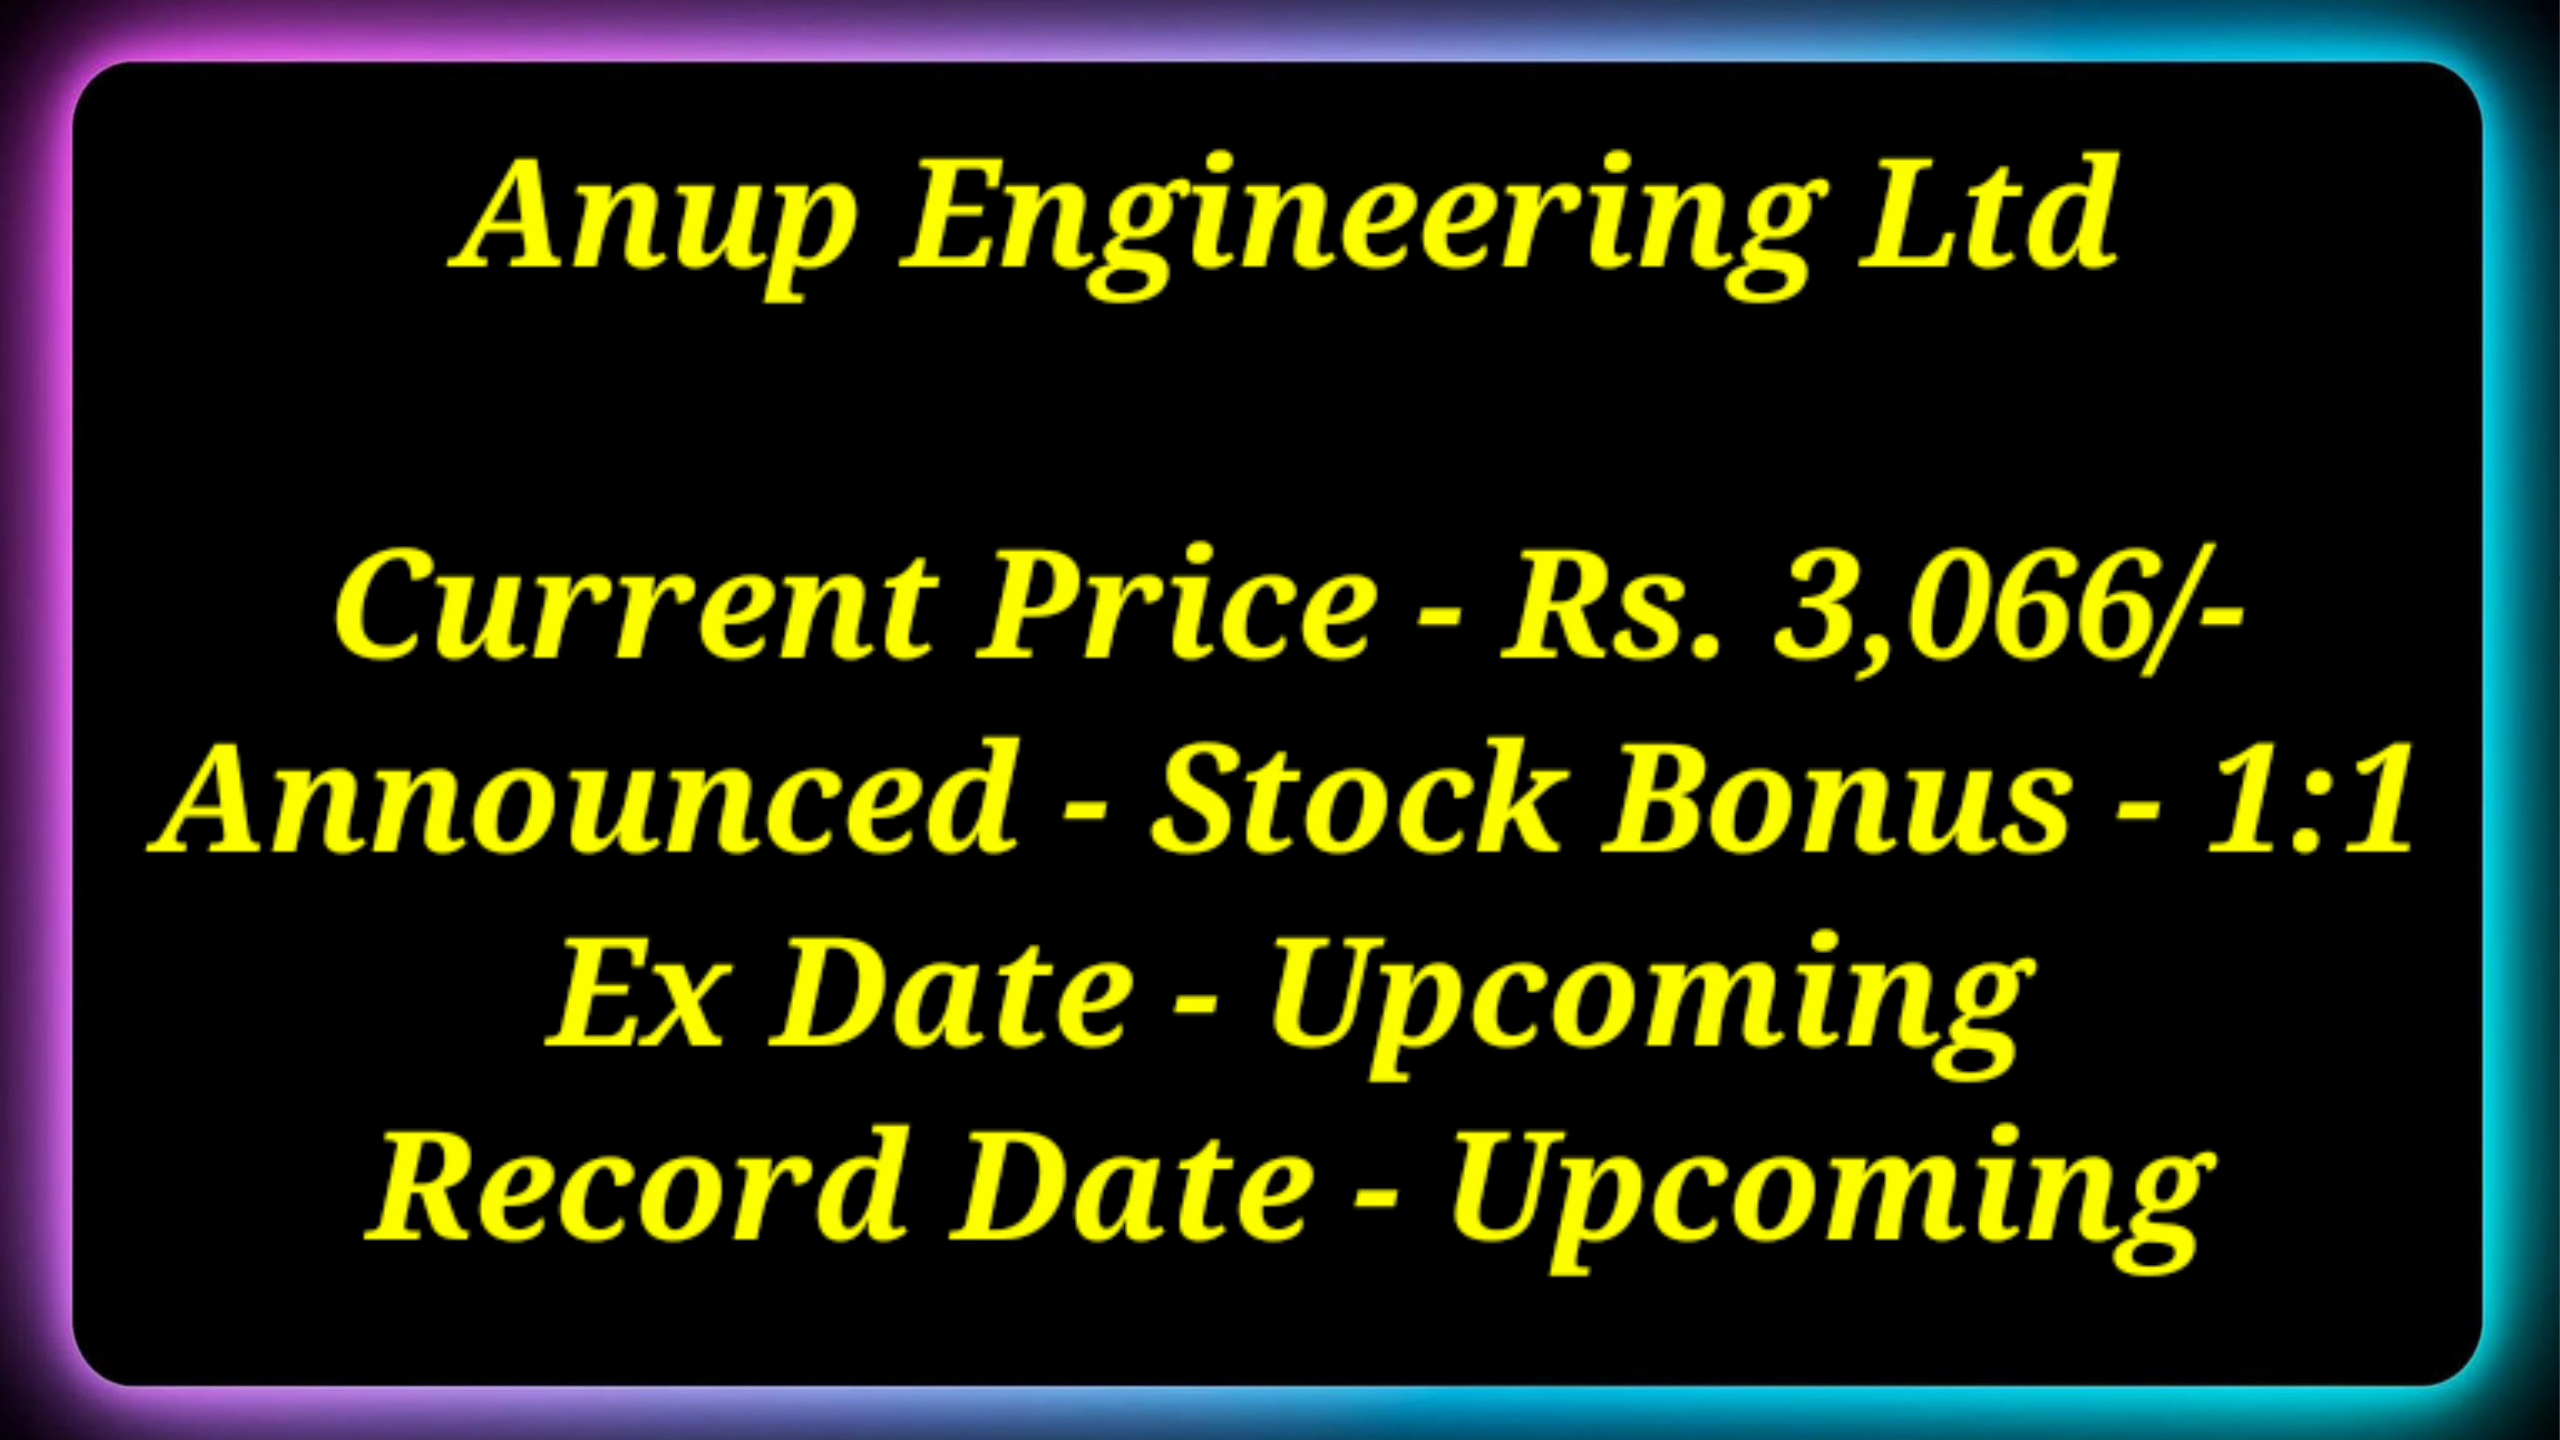 Anup Engineering Ltd
Current Price - Rs. 3,066/-
Announced - Stock Bonus - 1:1
Ex Date - Upcoming
Record Date - Upcoming